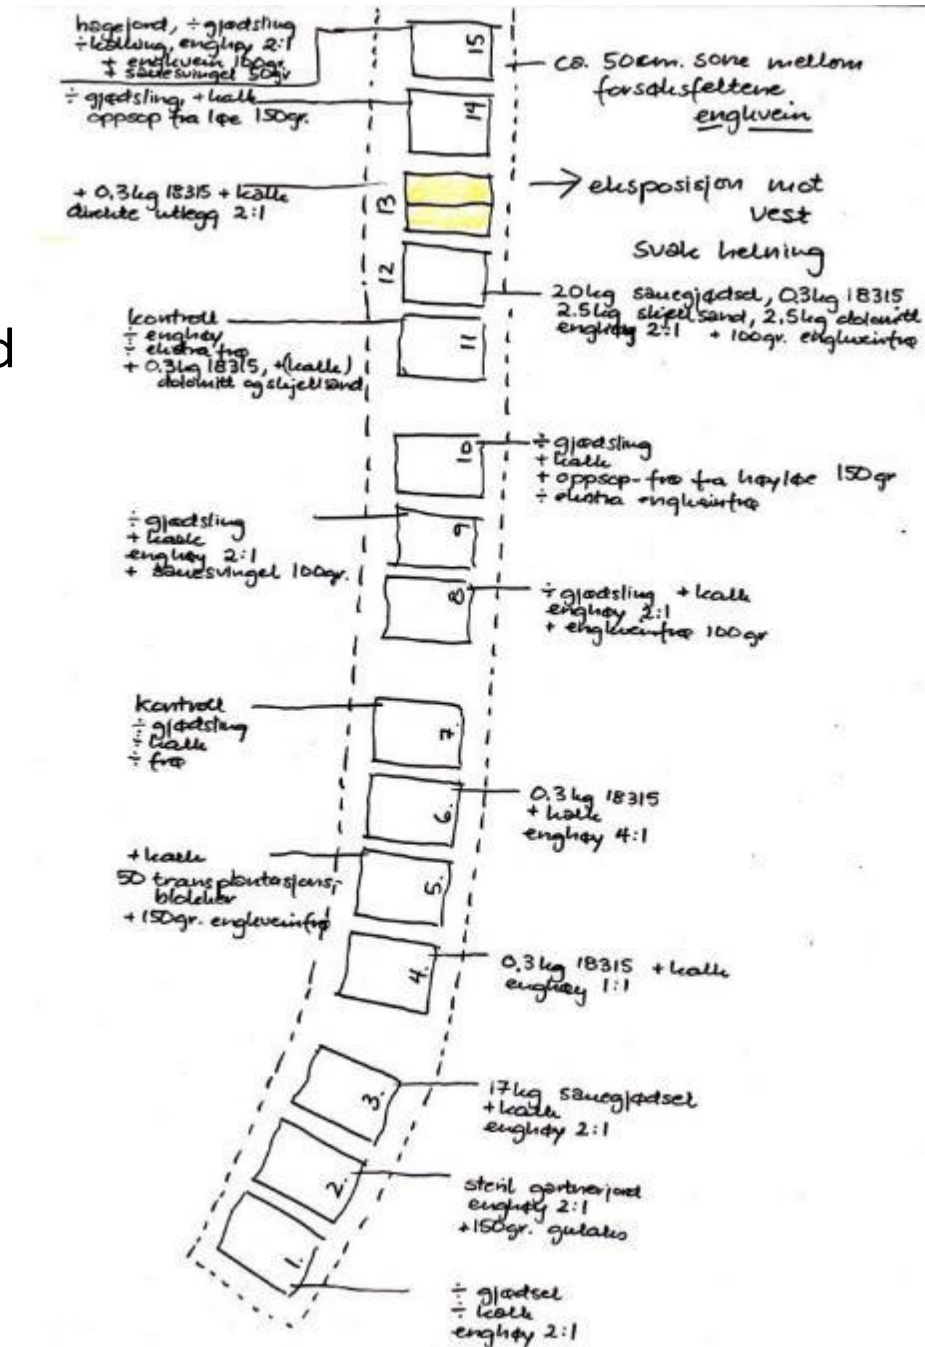 hagejord, ÷ gjødsling
÷ kalking, enghøy 2:1
+ engkvein 100gr
+ sauesvingel 50gr
÷ gjødsling, + kalk
oppsop fra løe 150gr.
15
14
ca. 50cm. sone mellom
forsøksfeltene
engkvein
+ 0.3kg 18315 + kalk
direkte utlegg 2:1
13
→ eksposisjon mot
vest
svak helning
12
20kg sauegjødsel, 0.3kg 18315
2.5kg skjellsand, 2.5kg dolomitt
enghøy 2:1 + 100gr. engkveinfrø
kontroll
÷ enghøy
÷ ekstra frø
+ 0.3kg 18315, +(kalk)
dolomitt og skjellsand
11
d
10
÷ gjødsling
+ kalk
+ oppsop-frø fra høyløe 150gr
÷ ekstra engkveinfrø
÷ gjødsling
+ kalk
enghøy 2:1
+ sauesvingel 100gr.
9
8
÷ gjødsling + kalk
enghøy 2:1
+ engkveinfrø 100gr
kontroll
÷ gjødsling
÷ kalk
÷ frø
7.
6.
0.3kg 18315
+ kalk
enghøy 4:1
+ kalk
50 transplantasjons-
blokker
+ 150gr. engkveinfrø
5.
4.
0.3kg 18315 + kalk
enghøy 1:1
3.
17kg sauegjødsel
+ kalk
enghøy 2:1
2.
steril gartnerjord
enghøy 2:1
+150gr. gulaks
1.
÷ gjødsel
÷ kalk
enghøy 2:1